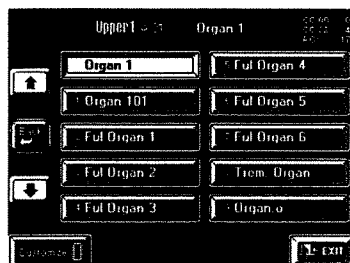 Upper1 Organ 1
Organ 1
Organ 101
Ful Organ 1
Ful Organ 2
Ful Organ 3
Ful Organ 4
Ful Organ 5
Ful Organ 6
Trem. Organ
Organ.o
Back
Customize
EXIT